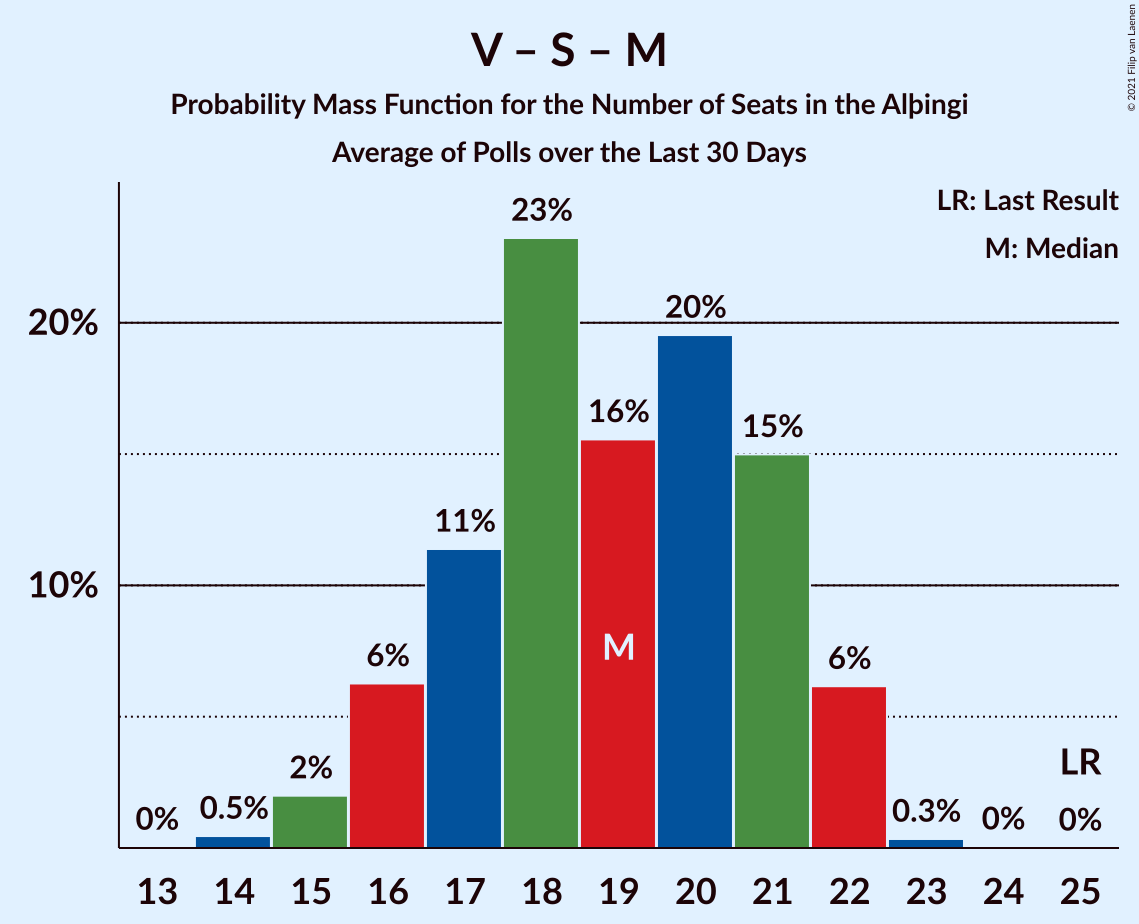 V – S – M
Probability Mass Function for the Number of Seats in the Alþingi
Average of Polls over the Last 30 Days
© 2021 Filip van Laenen
LR: Last Result
M: Median
20%
10%
0%
0.5%
2%
6%
11%
23%
16%
20%
15%
6%
0.3%
0%
0%
M
LR
13 14 15 16 17 18 19 20 21 22 23 24 25